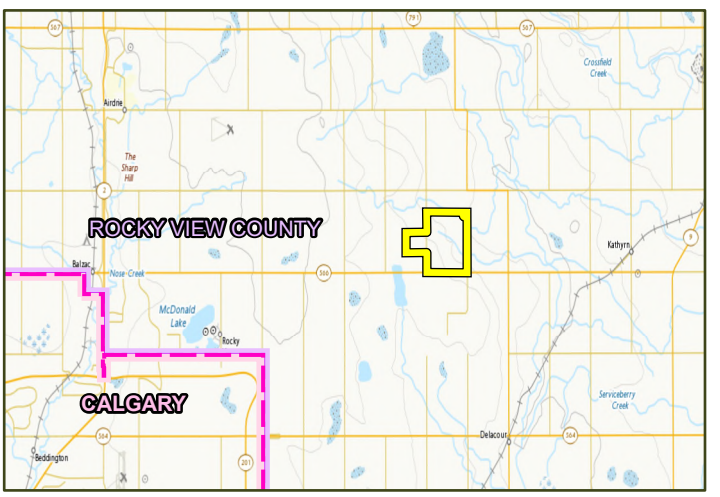 567
791
567
Crossfield
Creek
Airdrie
The
Sharp
Hill
2
ROCKY VIEW COUNTY
9
Kathyrn
Balzac
Nose Creek
566
McDonald
Lake
Rocky
CALGARY
Serviceberry
Creek
564
Delacour
564
Beddington
201